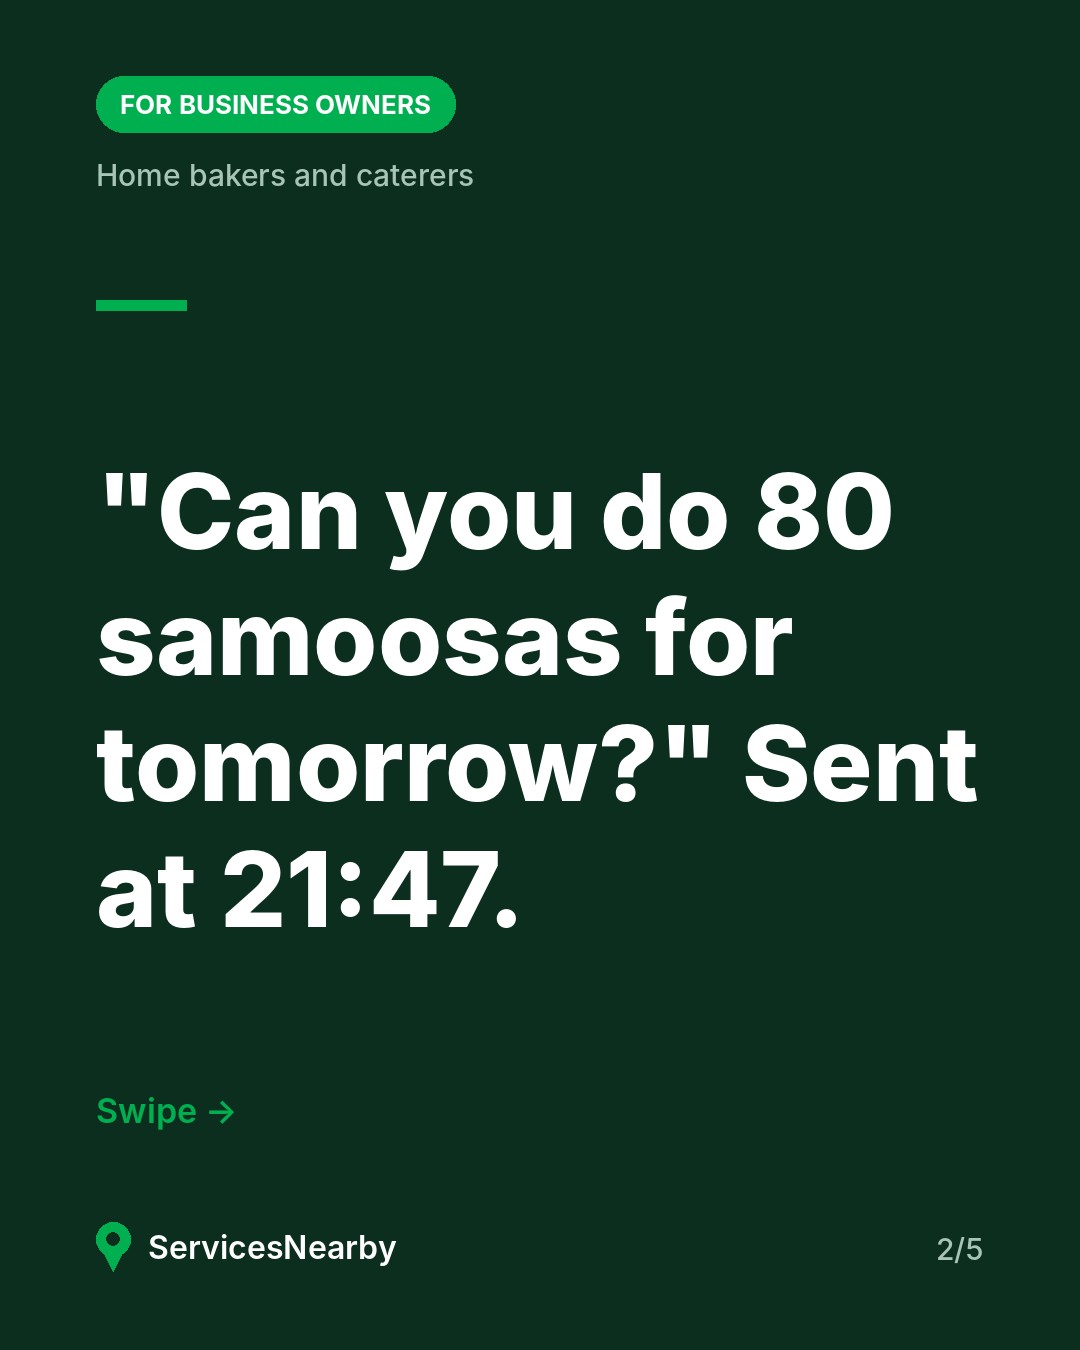 FOR BUSINESS OWNERS
Home bakers and caterers
"Can you do 80
samoosas for
tomorrow?" Sent
at 21:47.
Swipe →
ServicesNearby
2/5